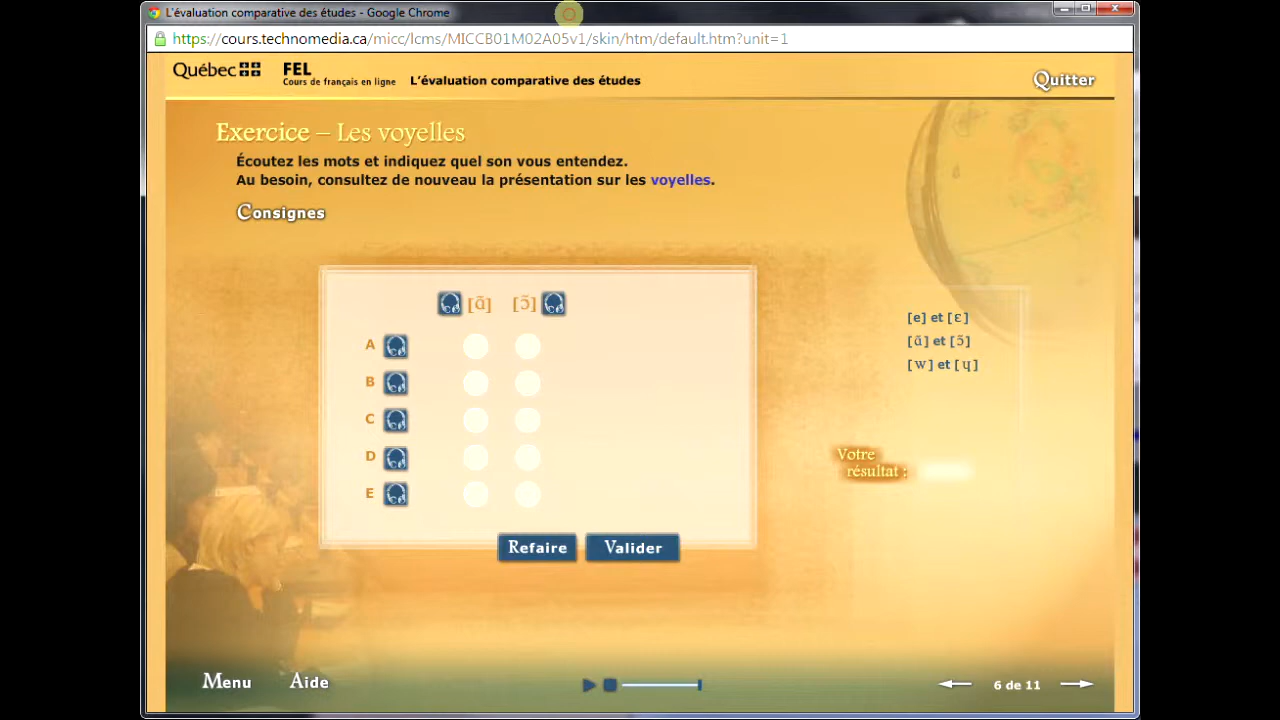 L'évaluation comparative des études - Google Chrome
https://cours.technomedia.ca/micc/lcms/MICCB01M02A05v1/skin/htm/default.htm?unit=1
Québec FEL
Cours de français en ligne
L'évaluation comparative des études
Quitter
Exercice – Les voyelles
Écoutez les mots et indiquez quel son vous entendez.
Au besoin, consultez de nouveau la présentation sur les voyelles.
Consignes
[ɑ̃] [ɔ̃]
A
B
C
D
E
Refaire Valider
[e] et [ɛ]
[ɑ̃] et [ɔ̃]
[w] et [ɥ]
Votre
résultat :
Menu Aide
6 de 11